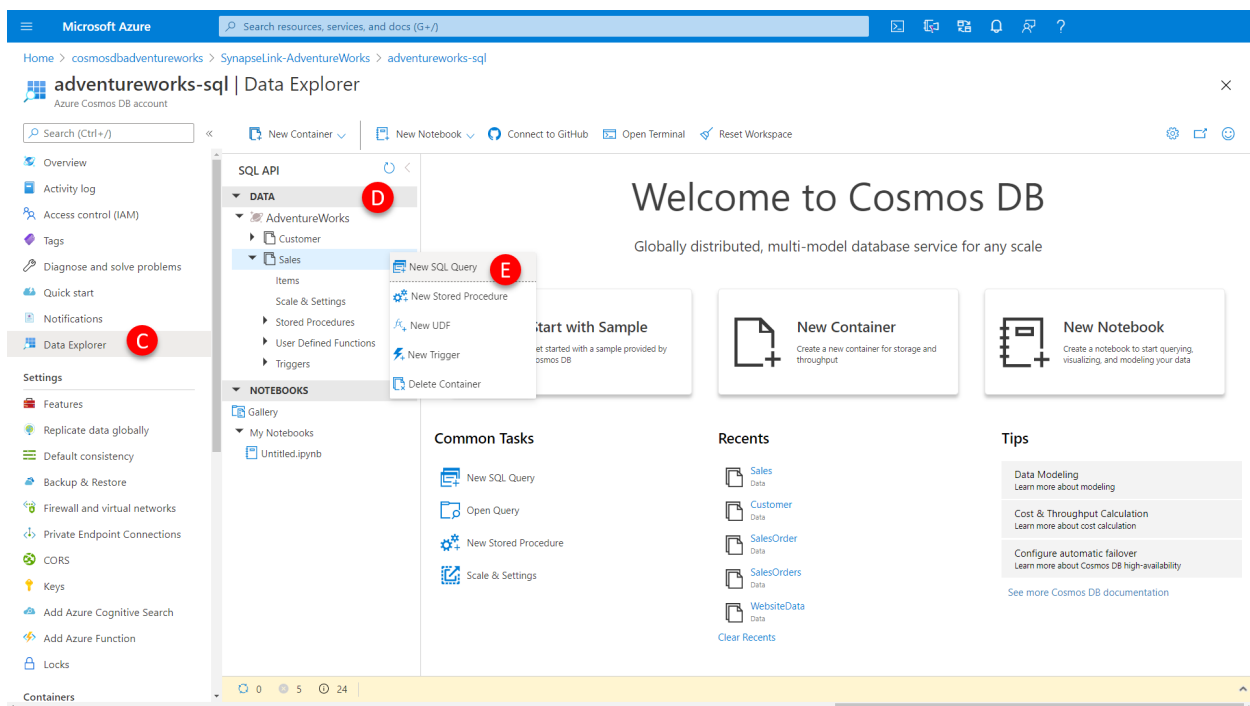 Microsoft Azure
Search resources, services, and docs (G+/)
Home > cosmosdbadventureworks > SynapseLink-AdventureWorks > adventureworks-sql
adventureworks-sql | Data Explorer
Azure Cosmos DB account
Search (Ctrl+/)
New Container
New Notebook
Connect to GitHub
Open Terminal
Reset Workspace
Overview
Activity log
Access control (IAM)
Tags
Diagnose and solve problems
Quick start
Notifications
Data Explorer
C
Settings
Features
Replicate data globally
Default consistency
Backup & Restore
Firewall and virtual networks
Private Endpoint Connections
CORS
Keys
Add Azure Cognitive Search
Add Azure Function
Locks
Containers
SQL API
DATA
D
AdventureWorks
Customer
Sales
Items
Scale & Settings
Stored Procedures
User Defined Functions
Triggers
NOTEBOOKS
Gallery
My Notebooks
Untitled.ipynb
New SQL Query
E
New Stored Procedure
New UDF
New Trigger
Delete Container
Welcome to Cosmos DB
Globally distributed, multi-model database service for any scale
Start with Sample
et started with a sample provided by
osmos DB
New Container
Create a new container for storage and
throughput
New Notebook
Create a notebook to start querying,
visualizing, and modeling your data
Common Tasks
New SQL Query
Open Query
New Stored Procedure
Scale & Settings
Recents
Sales
Data
Customer
Data
SalesOrder
Data
SalesOrders
Data
WebsiteData
Data
Clear Recents
Tips
Data Modeling
Learn more about modeling
Cost & Throughput Calculation
Learn more about cost calculation
Configure automatic failover
Learn more about Cosmos DB high-availability
See more Cosmos DB documentation
0 5 24